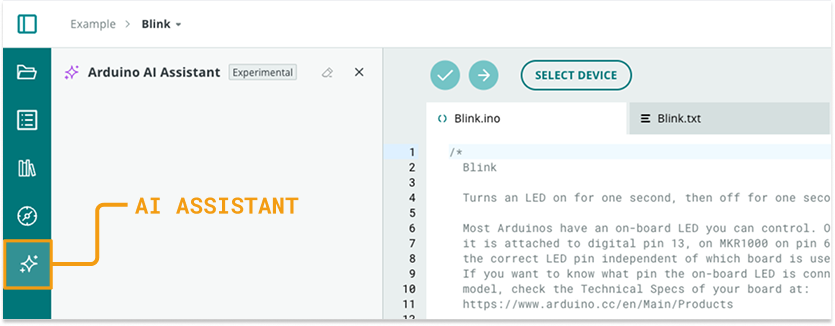 Example > Blink
Arduino AI Assistant Experimental
SELECT DEVICE
Blink.ino
Blink.txt
AI ASSISTANT
1 /*
2 Blink
3
4 Turns an LED on for one second, then off for one seco
5
6 Most Arduinos have an on-board LED you can control. O
7 it is attached to digital pin 13, on MKR1000 on pin 6
8 the correct LED pin independent of which board is use
9 If you want to know what pin the on-board LED is conn
10 model, check the Technical Specs of your board at:
11 https://www.arduino.cc/en/Main/Products